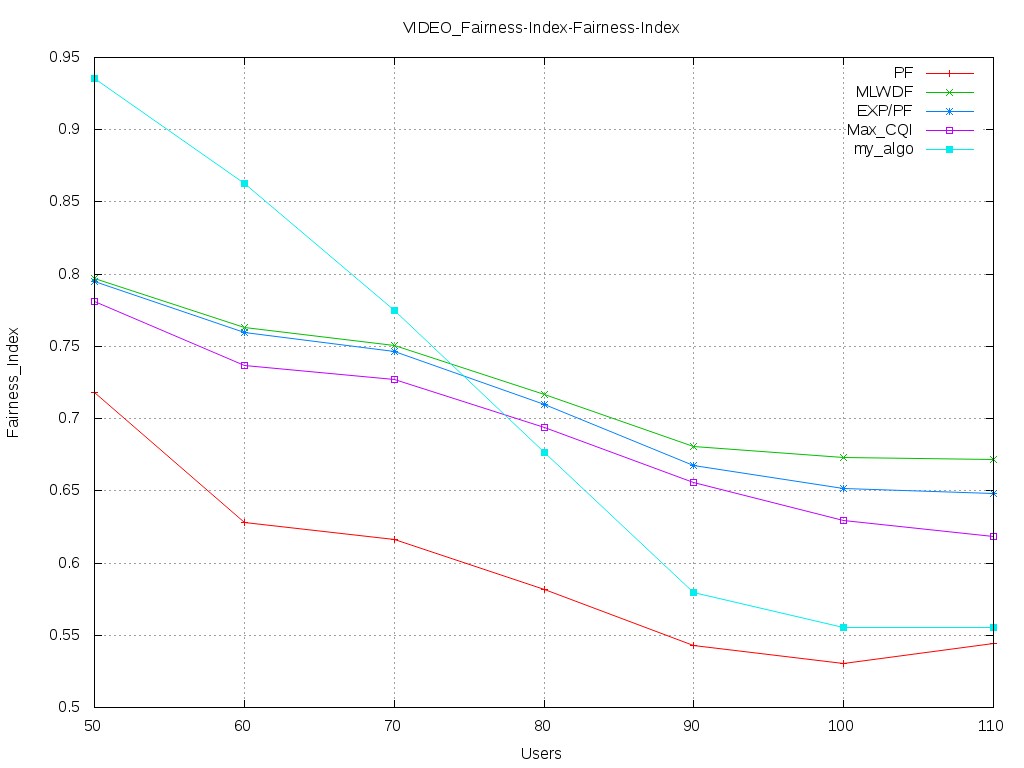 VIDEO_Fairness-Index-Fairness-Index
PF
MLWDF
EXP/PF
Max_CQI
my_algo
0.95
0.9
0.85
0.8
0.75
0.7
0.65
0.6
0.55
0.5
Fairness_Index
50 60 70 80 90 100 110
Users